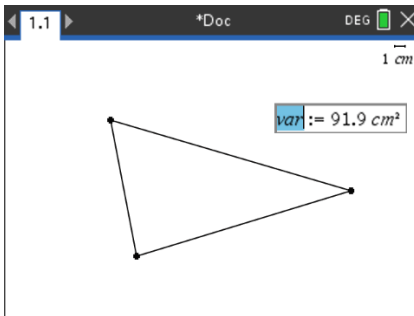 1.1 *Doc DEG
1 cm
var := 91.9 cm²